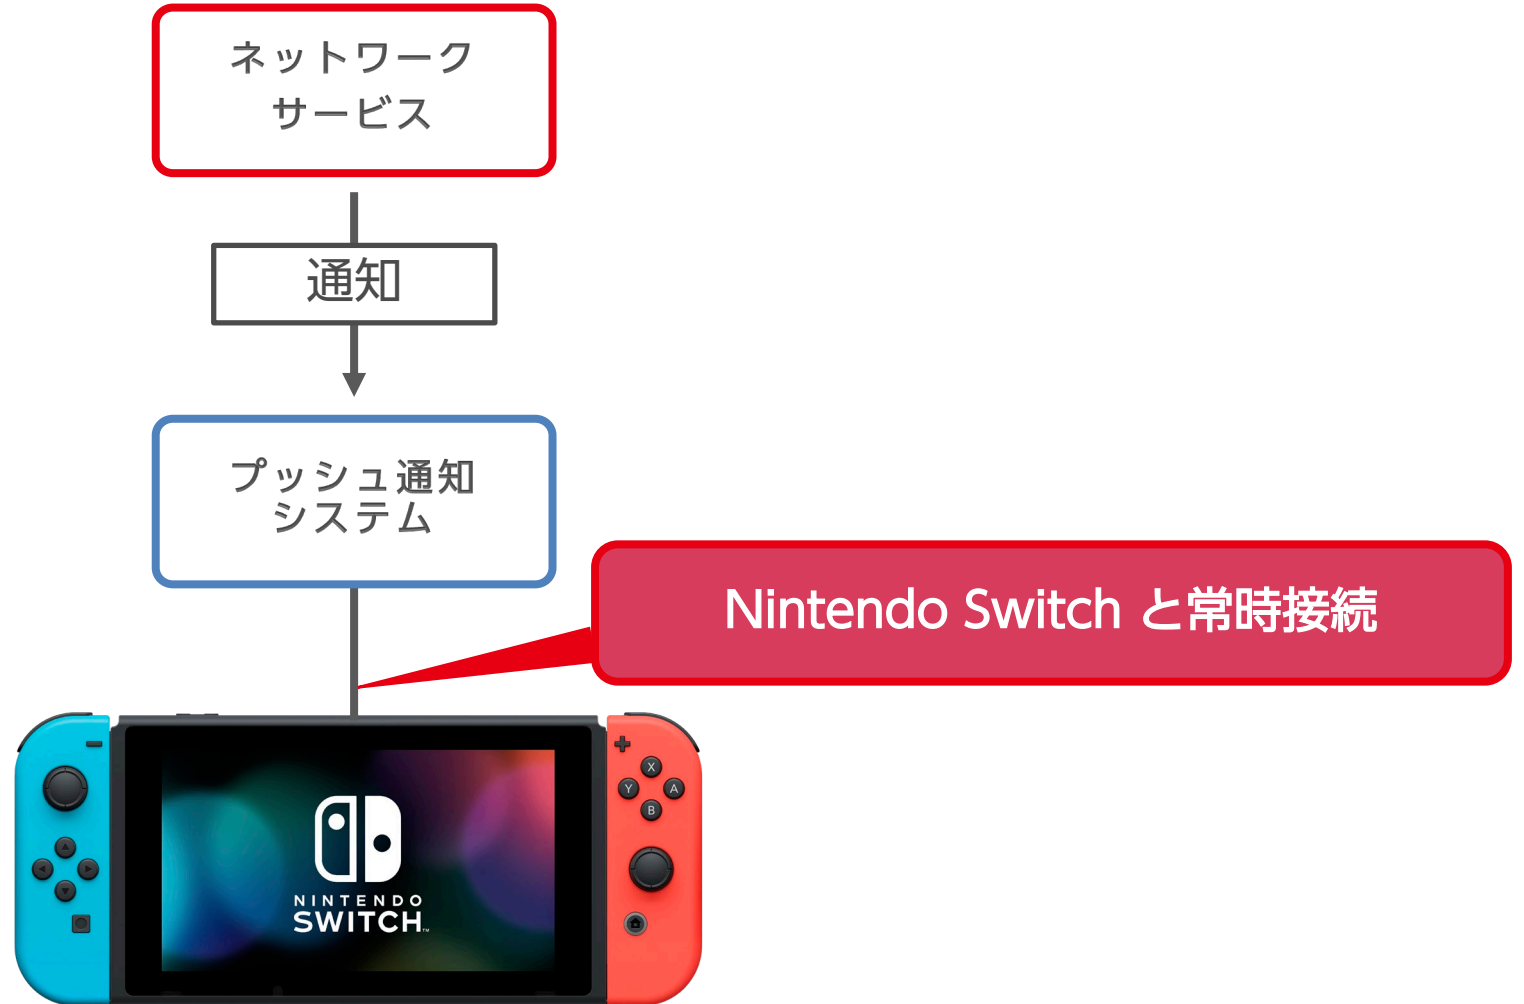 ネットワーク
サービス
通知
プッシュ通知
システム
Nintendo Switch と常時接続
X
Y
A
B
NINTENDO
SWITCH™